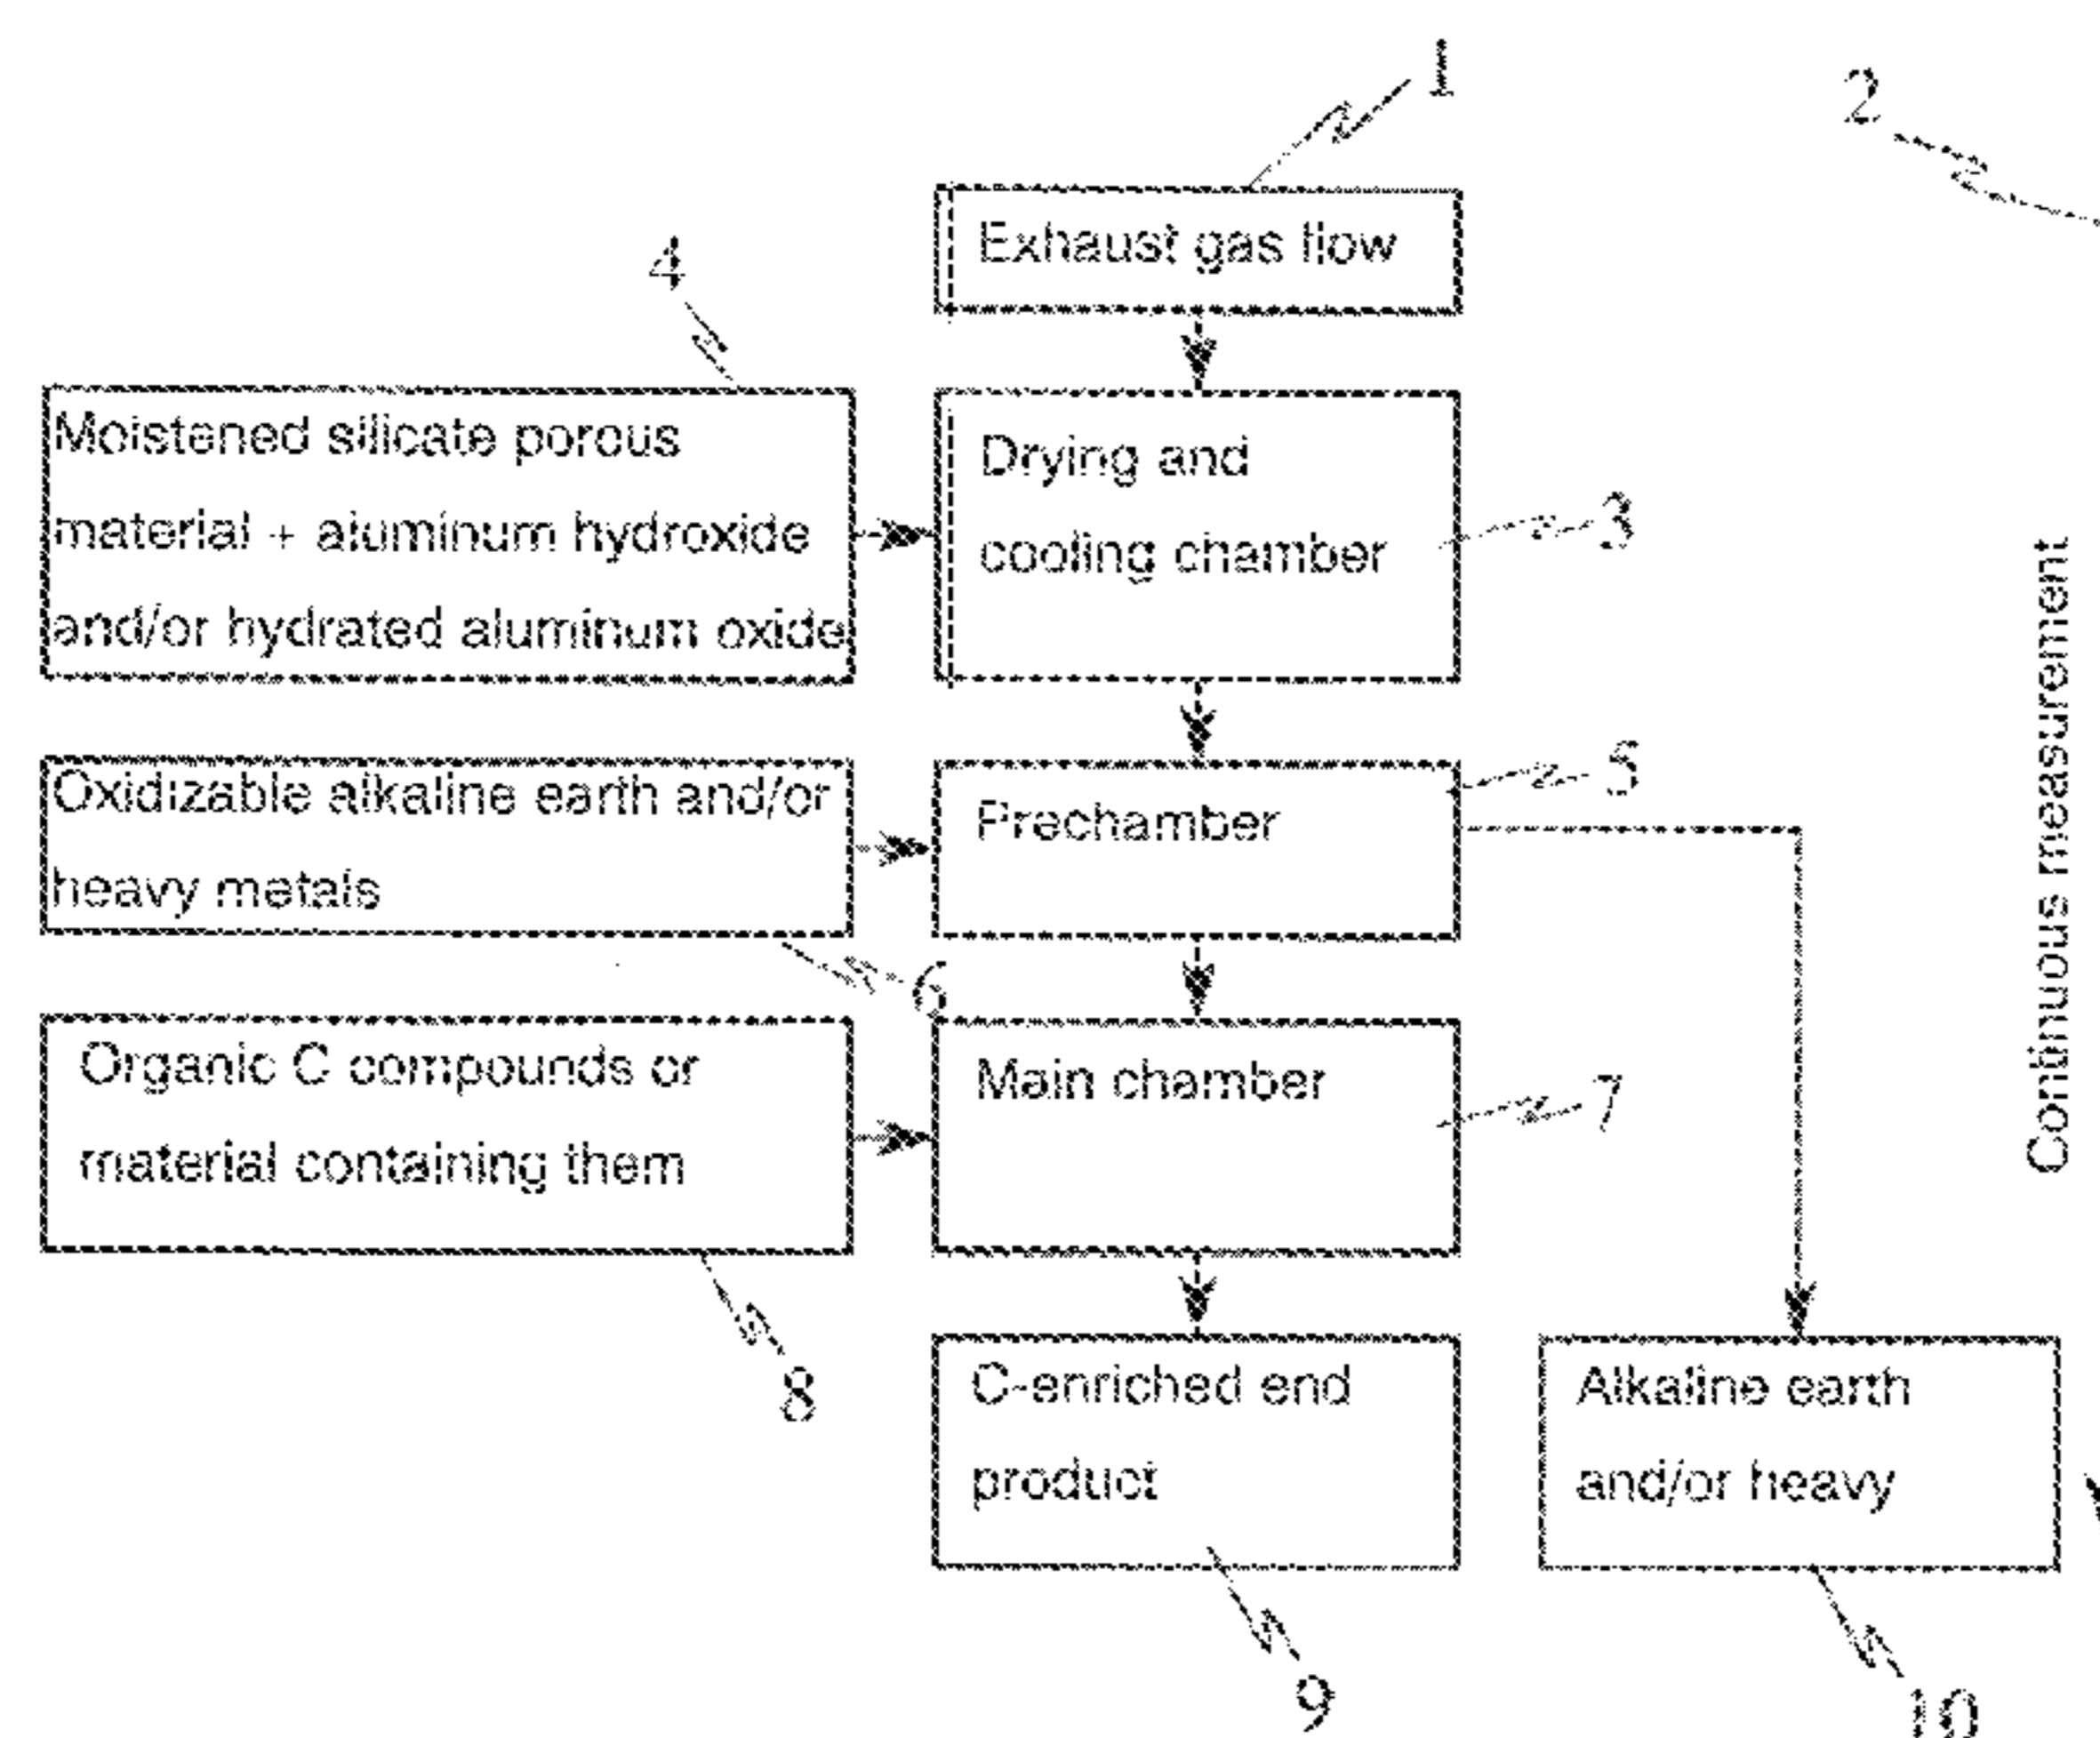 1
2
Exhaust gas flow
4
Moistened silicate porous
material + aluminum hydroxide
and/or hydrated aluminum oxide
Drying and
cooling chamber
3
Continuous measurement
Oxidizable alkaline earth and/or
heavy metals
Prechamber
5
6
Organic C compounds or
material containing them
Main chamber
7
8
C-enriched end
product
Alkaline earth
and/or heavy
9
10